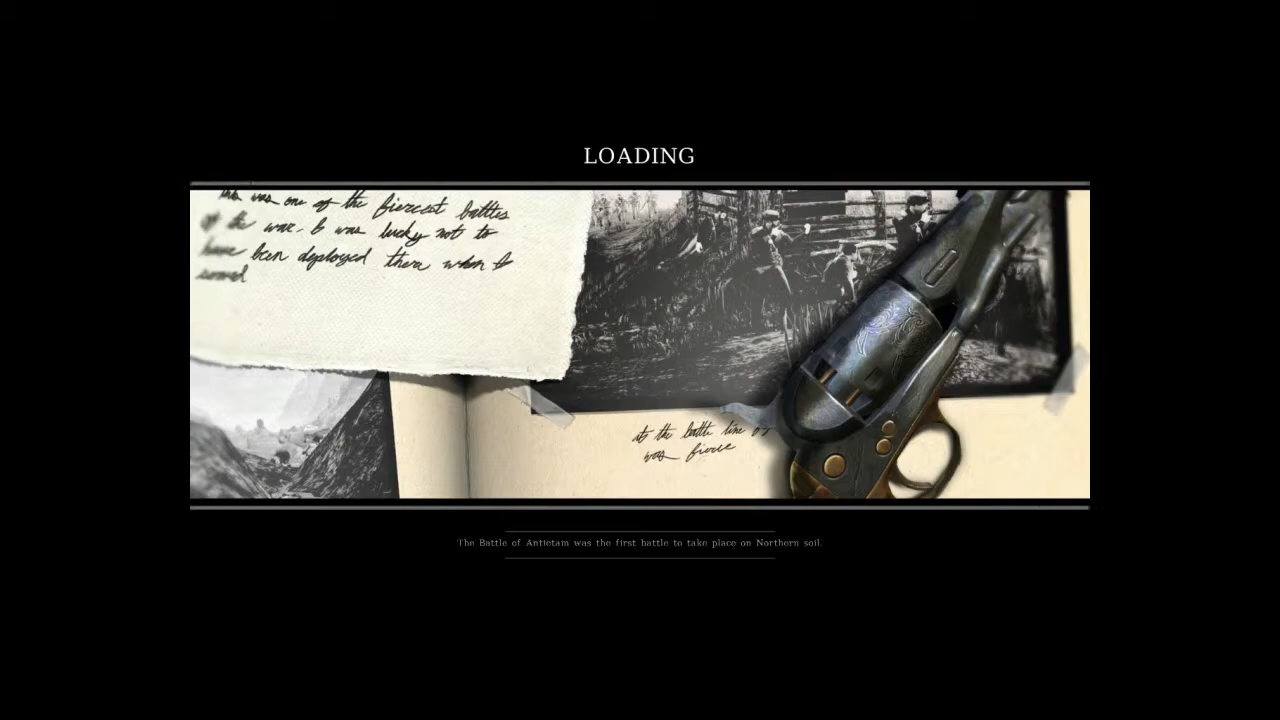 LOADING
this was one of the fiercest battles
of the war. I was lucky not to
have been deployed there when I
at the battle line
was fierce
The Battle of Antietam was the first battle to take place on Northern soil.